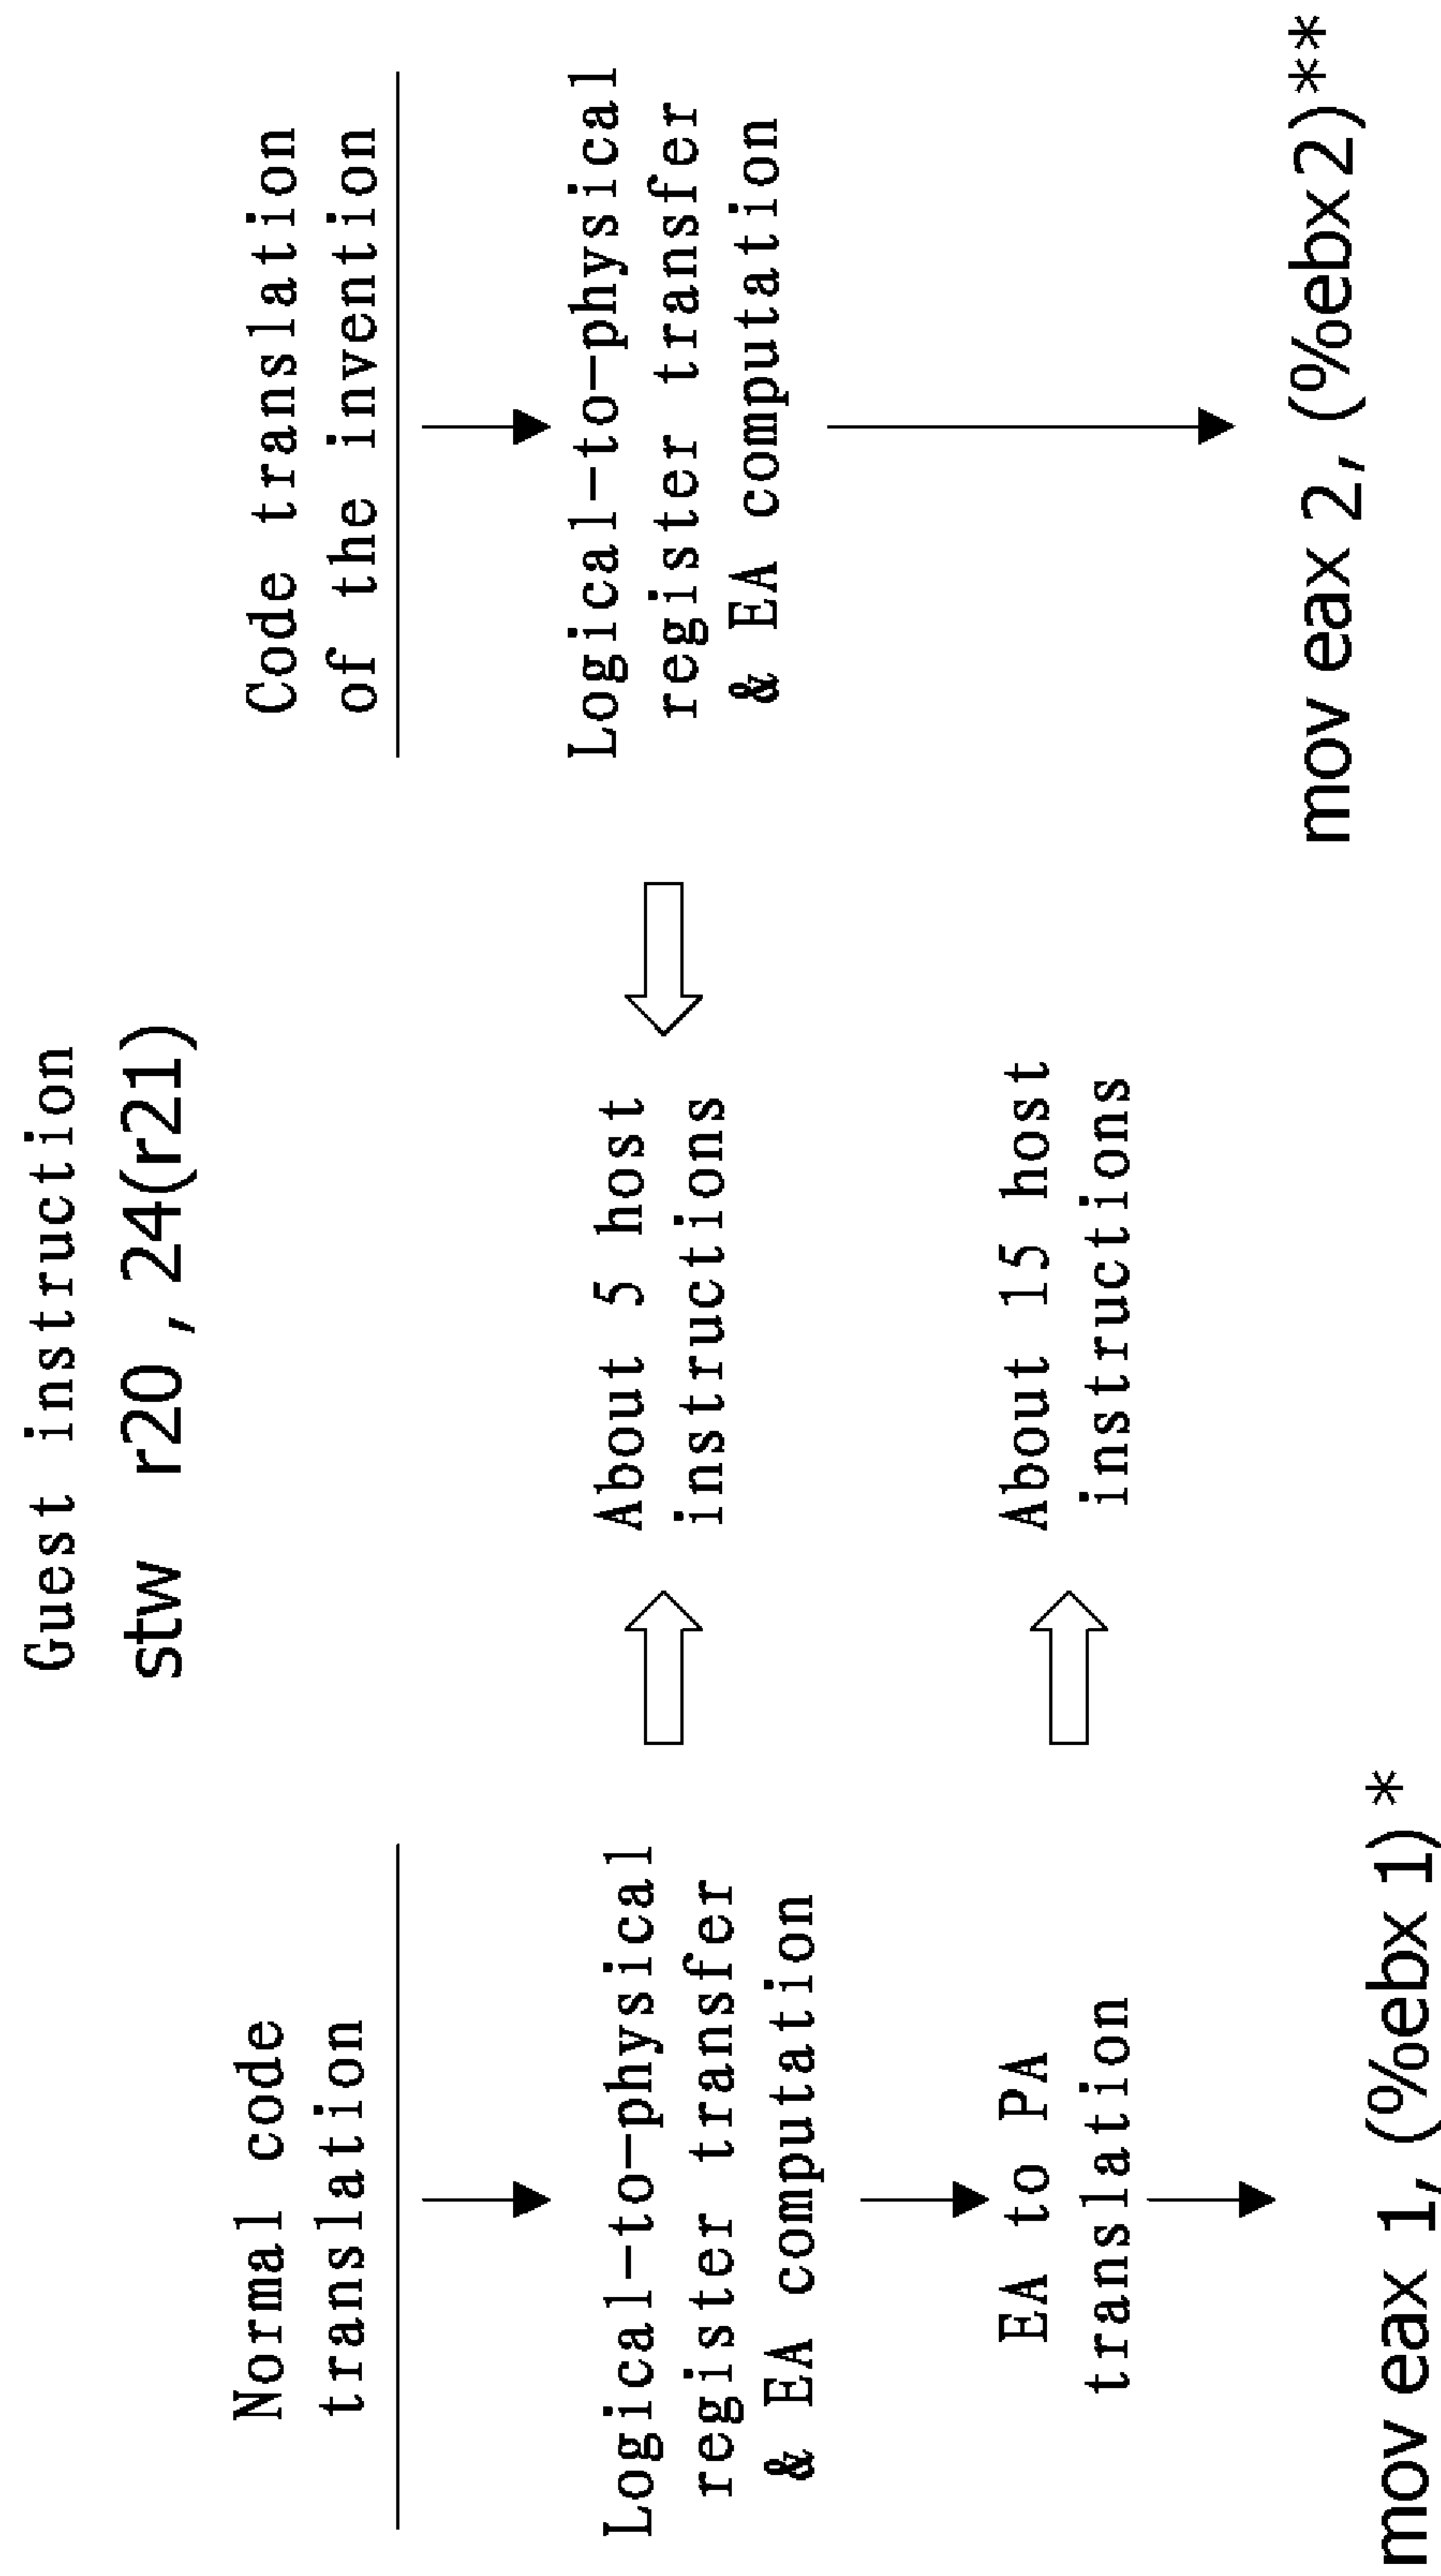 Guest instruction
stw r20 , 24(r21)
Normal code
translation
Logical-to-physical
register transfer
& EA computation
EA to PA
translation
mov eax 1, (%ebx 1) *
About 5 host
instructions
About 15 host
instructions
Code translation
of the invention
Logical-to-physical
register transfer
& EA computation
mov eax 2, (%ebx2)**